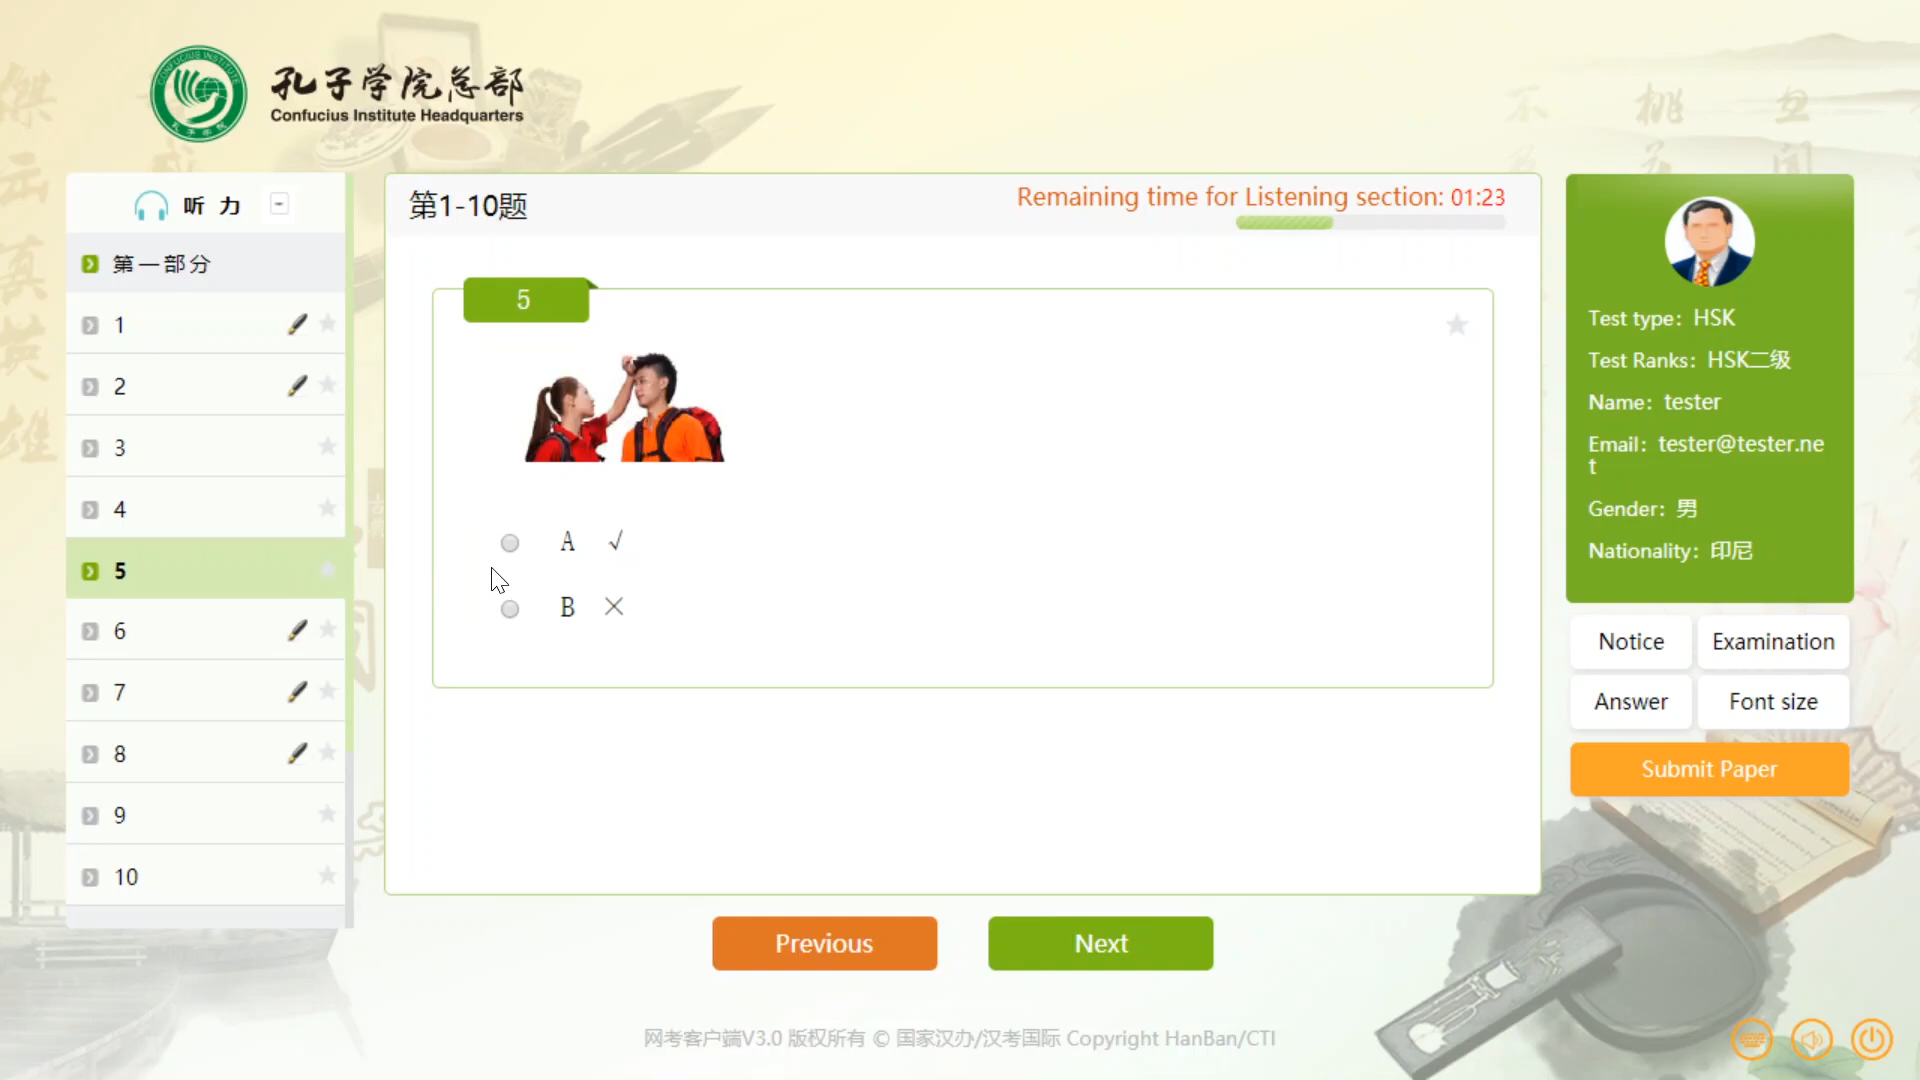 孔子学院总部
Confucius Institute Headquarters
听 力
第一部分
1
2
3
4
5
6
7
8
9
10
第1-10题
Remaining time for Listening section: 01:23
5
A √
B ×
Previous
Next
Test type: HSK
Test Ranks: HSK二级
Name: tester
Email: tester@tester.ne
t
Gender: 男
Nationality: 印尼
Notice
Examination
Answer
Font size
Submit Paper
网考客户端V3.0 版权所有 © 国家汉办/汉考国际 Copyright HanBan/CTI